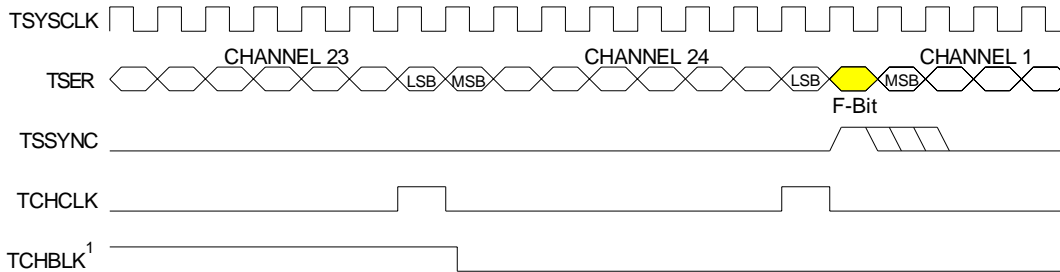 TSYSCLK
CHANNEL 23 CHANNEL 24 CHANNEL 1
TSER LSB MSB LSB MSB
F-Bit
TSSYNC
TCHCLK
TCHBLK1